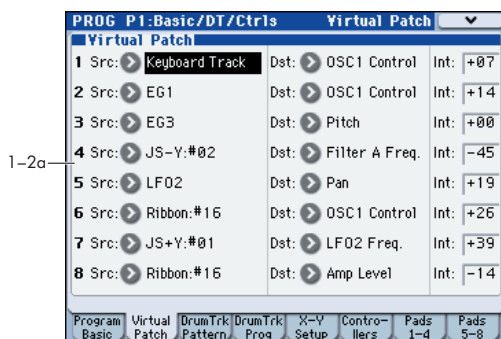 PROG P1:Basic/DT/Ctrls Virtual Patch
Virtual Patch
1 Src: Keyboard Track Dst: OSC1 Control Int: +07
2 Src: EG1 Dst: OSC1 Control Int: +14
3 Src: EG3 Dst: Pitch Int: +00
4 Src: JS-Y:#02 Dst: Filter A Freq. Int: -45
1–2a
5 Src: LFO2 Dst: Pan Int: +19
6 Src: Ribbon:#16 Dst: OSC1 Control Int: +26
7 Src: JS+Y:#01 Dst: LFO2 Freq. Int: +39
8 Src: Ribbon:#16 Dst: Amp Level Int: -14
Program Virtual DrumTrk DrumTrk X-Y Contro- Pads Pads
Basic Patch Pattern Prog Setup llers 1-4 5-8